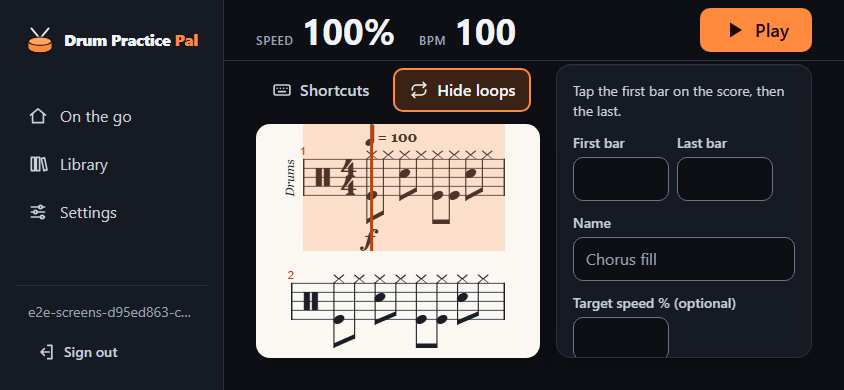 Drum Practice Pal
On the go
Library
Settings
e2e-screens-d95ed863-c...
Sign out
SPEED 100% BPM 100
Play
Shortcuts
Hide loops
= 100
1
Drums
4
4
f
2
Tap the first bar on the score, then
the last.
First bar Last bar
Name
Chorus fill
Target speed % (optional)